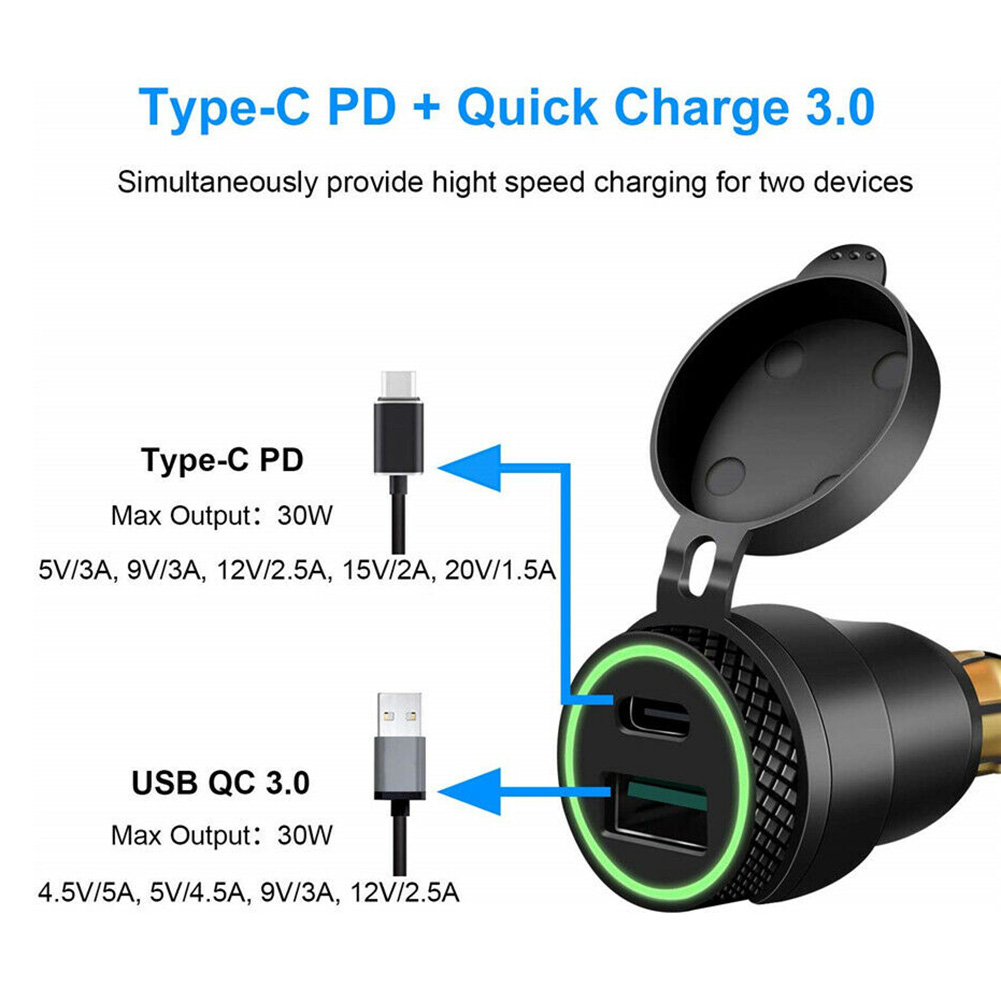 Type-C PD + Quick Charge 3.0
Simultaneously provide hight speed charging for two devices
Type-C PD
Max Output：30W
5V/3A, 9V/3A, 12V/2.5A, 15V/2A, 20V/1.5A
USB QC 3.0
Max Output：30W
4.5V/5A, 5V/4.5A, 9V/3A, 12V/2.5A